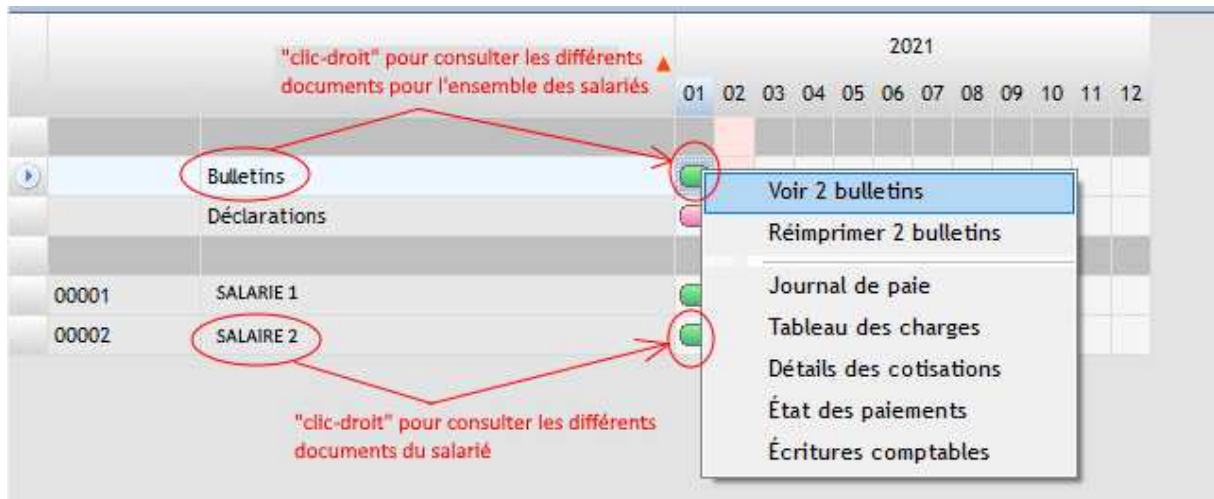 2021
"clic-droit" pour consulter les différents
documents pour l'ensemble des salariés
01 02 03 04 05 06 07 08 09 10 11 12
Bulletins
Déclarations
00001 SALARIE 1
00002 SALAIRE 2
Voir 2 bulletins
Réimprimer 2 bulletins
Journal de paie
Tableau des charges
Détails des cotisations
État des paiements
Écritures comptables
"clic-droit" pour consulter les différents
documents du salarié